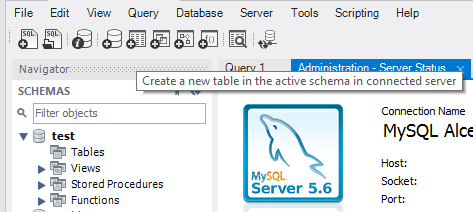 File Edit View Query Database Server Tools Scripting Help
SQL SQL
Navigator
Query 1 Administration - Server Status
Create a new table in the active schema in connected server
SCHEMAS
Filter objects
test
Tables
Views
Stored Procedures
Functions
MySQL
Server 5.6
Connection Name
MySQL Alce
Host:
Socket:
Port: